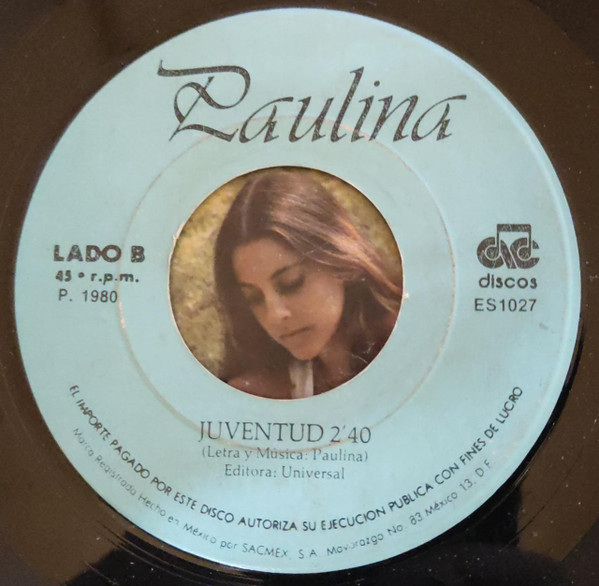 Paulina
LADO B
45 • r.p.m.
P. 1980
discos
ES1027
JUVENTUD 2'40
(Letra y Música: Paulina)
Editora: Universal
EL IMPORTE PAGADO POR ESTE DISCO AUTORIZA SU EJECUCION PUBLICA CON FINES DE LUCRO
Marca Registrada Hecho en México por SACMEX, S.A. Mayorazgo No. 83 México 13, D.F.